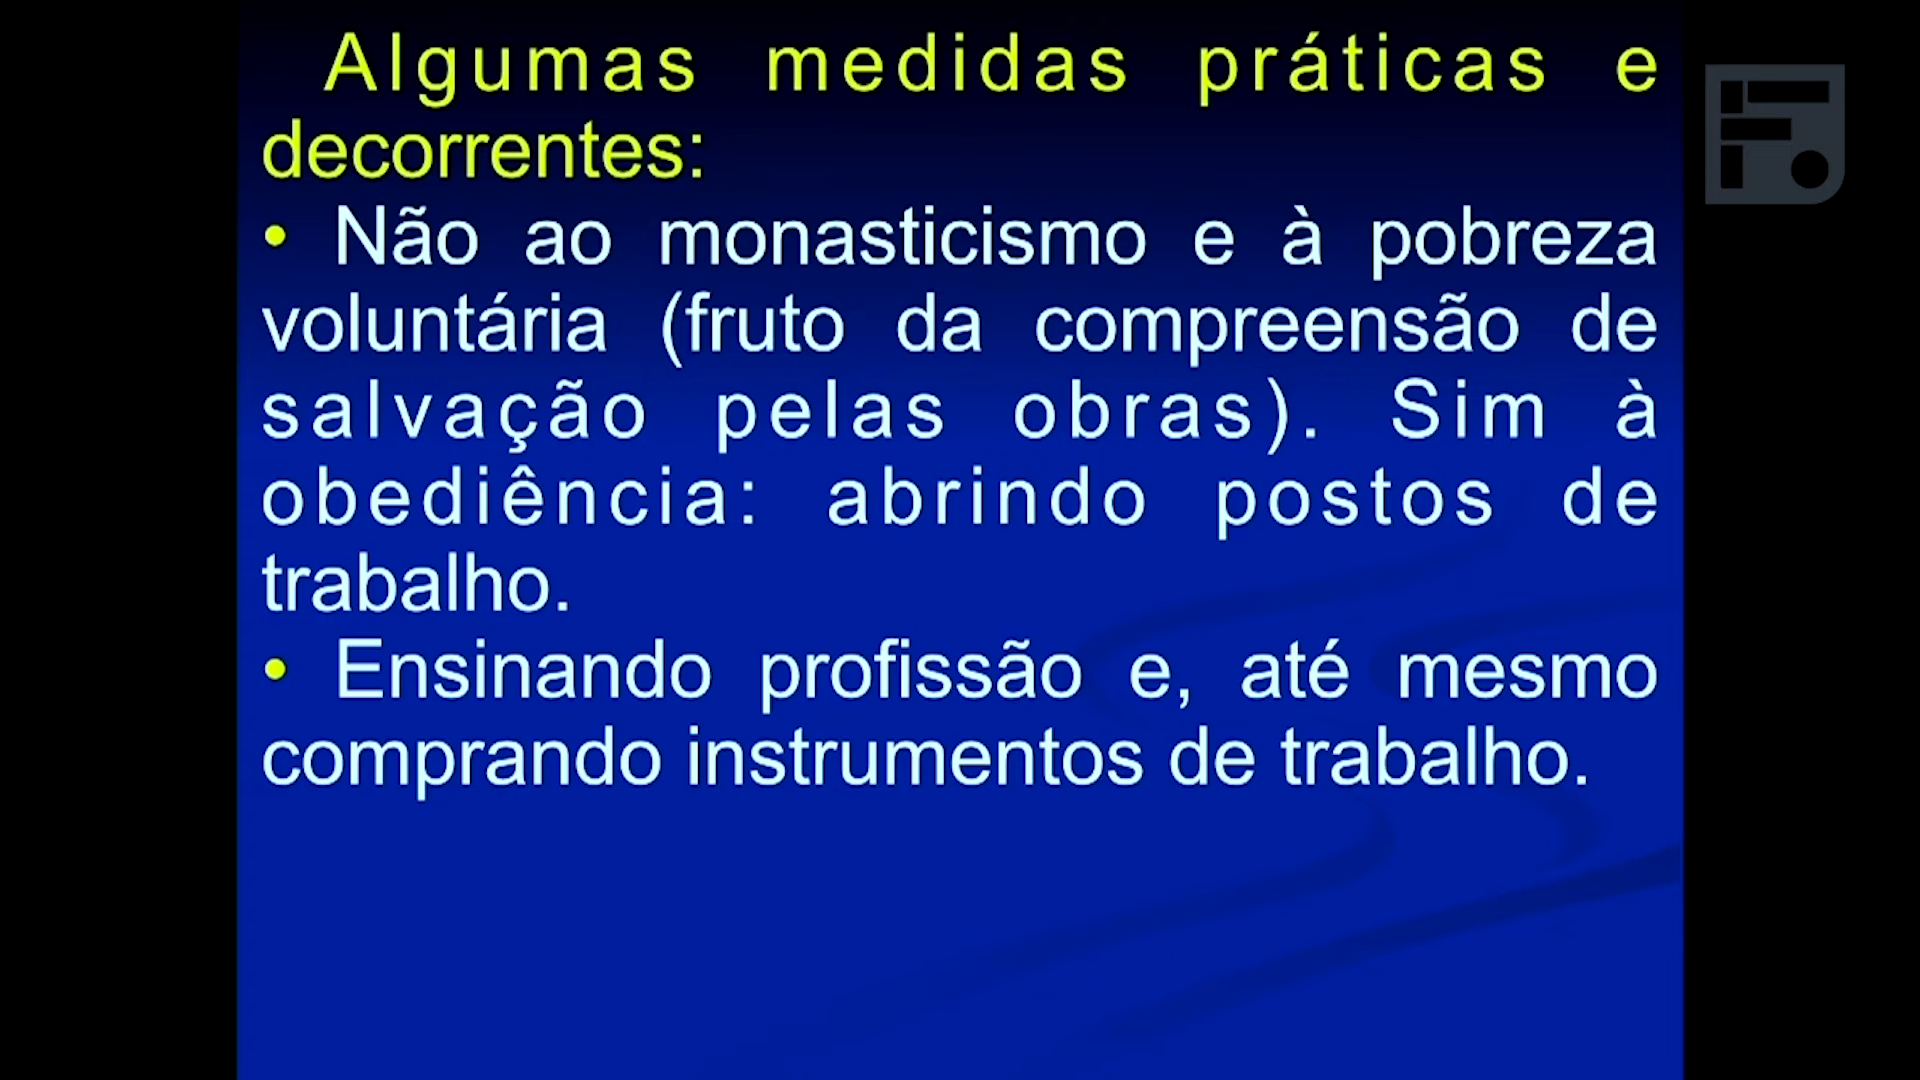 Algumas medidas práticas e
decorrentes:
• Não ao monasticismo e à pobreza
voluntária (fruto da compreensão de
salvação pelas obras). Sim à
obediência: abrindo postos de
trabalho.
• Ensinando profissão e, até mesmo
comprando instrumentos de trabalho.